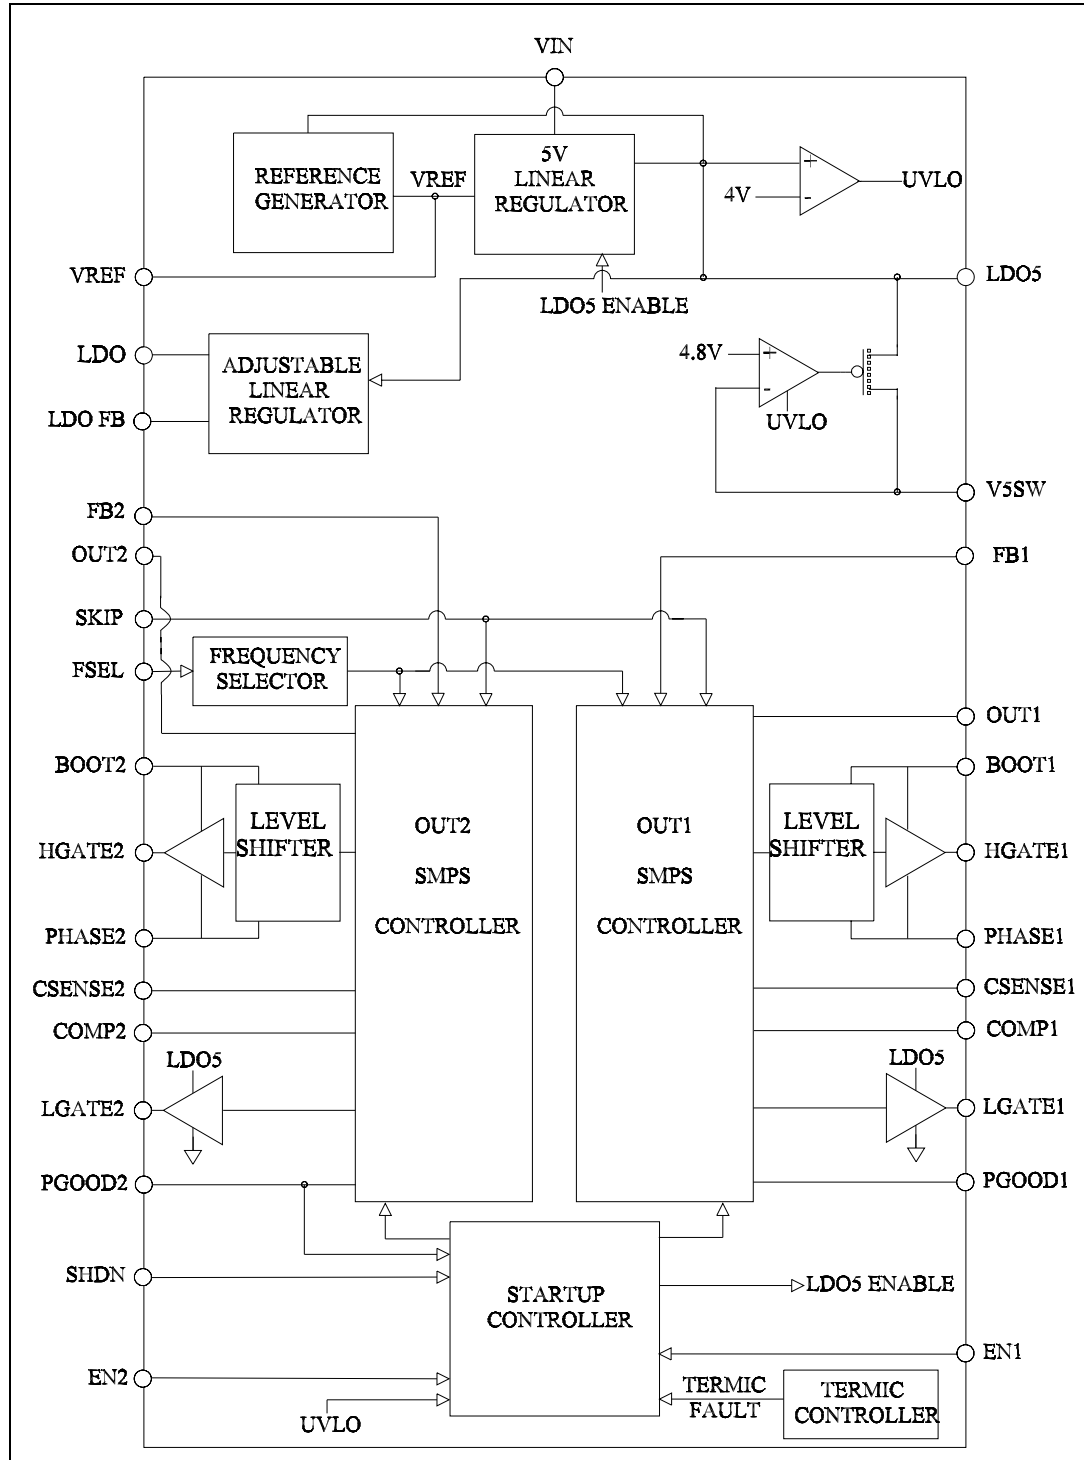 VIN
REFERENCE
GENERATOR
VREF
5V
LINEAR
REGULATOR
+
-
4V
UVLO
VREF
LDO5
LDO5 ENABLE
LDO
LDO FB
ADJUSTABLE
LINEAR
REGULATOR
4.8V
+
-
UVLO
V5SW
FB2
OUT2
FB1
SKIP
FSEL
FREQUENCY
SELECTOR
OUT1
BOOT2
BOOT1
LEVEL
SHIFTER
OUT2
SMPS
CONTROLLER
OUT1
SMPS
CONTROLLER
LEVEL
SHIFTER
HGATE2
HGATE1
PHASE2
PHASE1
CSENSE2
CSENSE1
COMP2
COMP1
LDO5
LDO5
LGATE2
LGATE1
PGOOD2
PGOOD1
SHDN
STARTUP
CONTROLLER
LDO5 ENABLE
EN2
EN1
UVLO
TERMIC
FAULT
TERMIC
CONTROLLER